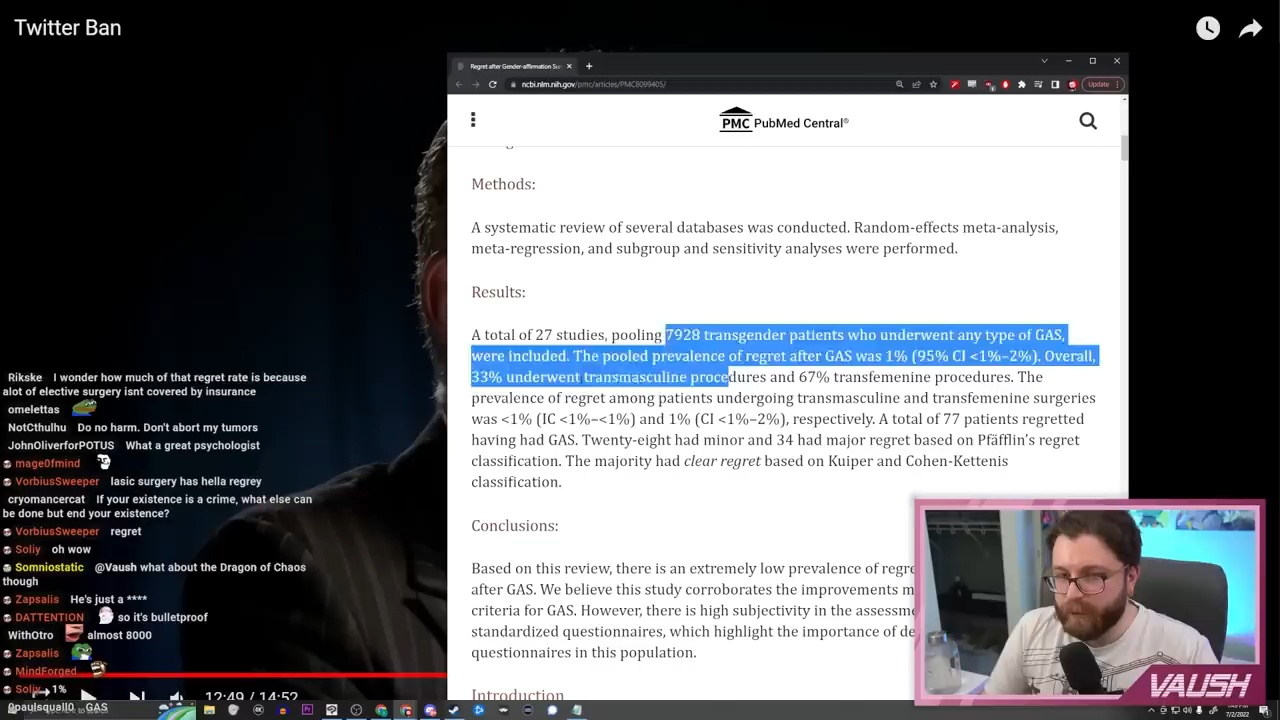 Twitter Ban
Regret after Gender-affirmation Su
ncbi.nlm.nih.gov/pmc/articles/PMC8099405/
Update
PMC PubMed Central®
Methods:
A systematic review of several databases was conducted. Random-effects meta-analysis,
meta-regression, and subgroup and sensitivity analyses were performed.
Results:
A total of 27 studies, pooling 7928 transgender patients who underwent any type of GAS,
were included. The pooled prevalence of regret after GAS was 1% (95% CI <1%–2%). Overall,
33% underwent transmasculine procedures and 67% transfemenine procedures. The
prevalence of regret among patients undergoing transmasculine and transfemenine surgeries
was <1% (IC <1%–<1%) and 1% (CI <1%–2%), respectively. A total of 77 patients regretted
having had GAS. Twenty-eight had minor and 34 had major regret based on Pfäfflin's regret
classification. The majority had clear regret based on Kuiper and Cohen-Kettenis
classification.
Conclusions:
Based on this review, there is an extremely low prevalence of regre
after GAS. We believe this study corroborates the improvements m
criteria for GAS. However, there is high subjectivity in the assessme
standardized questionnaires, which highlight the importance of de
questionnaires in this population.
Introduction
Rikske I wonder how much of that regret rate is because
alot of elective surgery isnt covered by insurance
omelettas
NotCthulhu Do no harm. Don't abort my tumors
JohnOliverforPOTUS What a great psychologist
mage0fmind
VorbiusSweeper lasic surgery has hella regrey
cryomancercat If your existence is a crime, what else can
be done but end your existence?
VorbiusSweeper regret
Soliy oh wow
Somniostatic @Vaush what about the Dragon of Chaos
though
Zapsalis He's just a ****
DATTENTION so it's bulletproof
WithOtro almost 8000
Zapsalis
MindForged
Soliy 1%
paulsquall0 GAS
12:49 / 14:52
VAUSH
7/2/2022